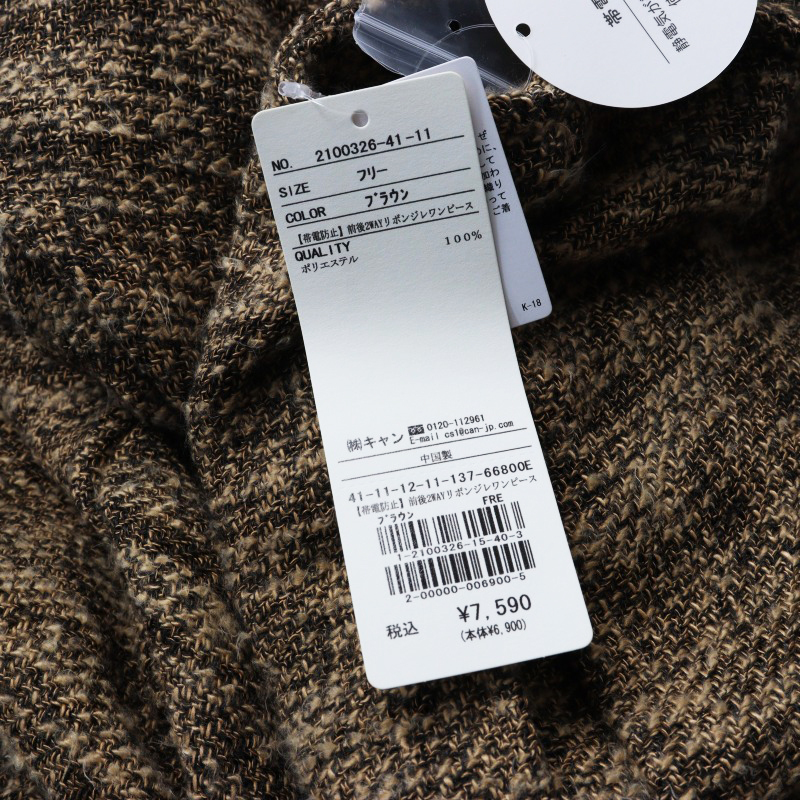 静電気が
NO. 2100326-41-11
SIZE フリー
COLOR ブラウン
【帯電防止】前後2WAYリボンジレワンピース
QUALITY
ポリエステル 100%
K-18
㈱キャン ☎ 0120-112961
E-mail cs1@can-jp.com
中国製
41-11-12-11-137-66800E
【帯電防止】前後2WAYリボンジレワンピース
ブラウン FRE
1-2100326-15-40-3
2-00000-006900-5
税込 ¥7,590
(本体¥6,900)